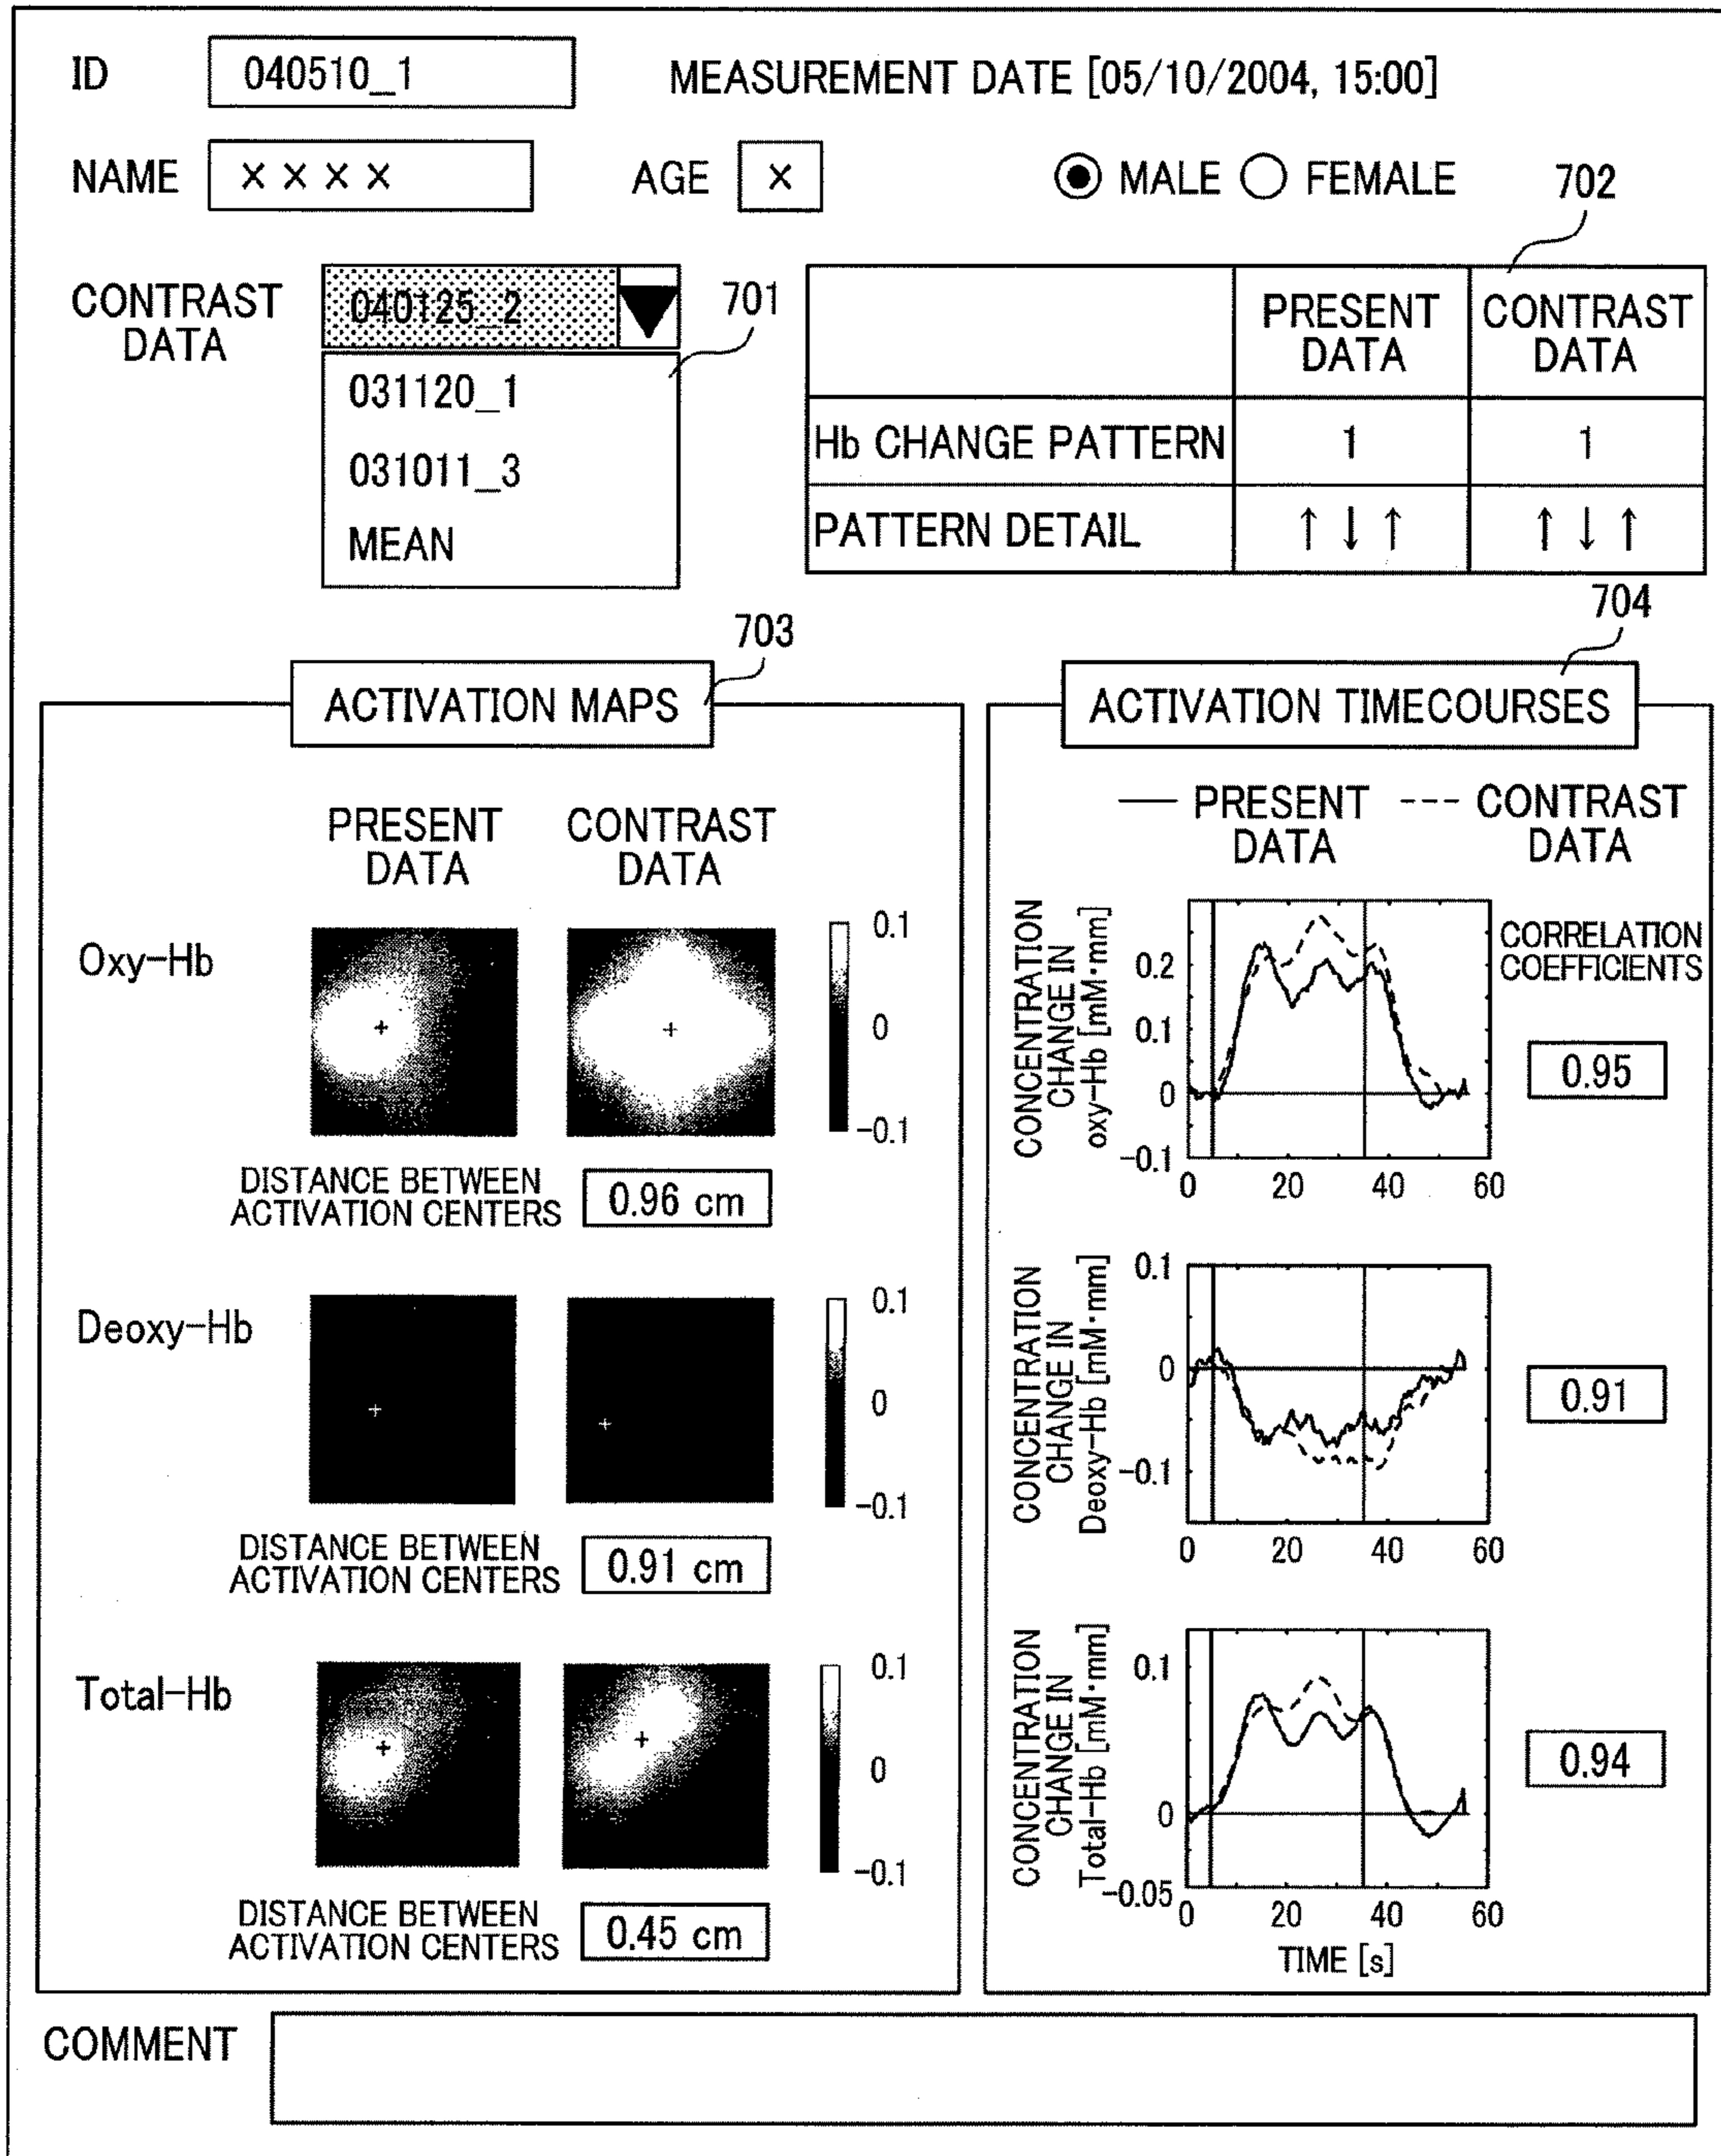 ID 040510_1 MEASUREMENT DATE [05/10/2004, 15:00]
NAME × × × × AGE × MALE FEMALE
702
CONTRAST DATA 040125_2 701
031120_1
031011_3
MEAN
PRESENT DATA CONTRAST DATA
Hb CHANGE PATTERN 1 1
PATTERN DETAIL ↑ ↓ ↑ ↑ ↓ ↑
703
ACTIVATION MAPS
PRESENT DATA CONTRAST DATA
Oxy-Hb
0.1
0
-0.1
DISTANCE BETWEEN
ACTIVATION CENTERS 0.96 cm
Deoxy-Hb
0.1
0
-0.1
DISTANCE BETWEEN
ACTIVATION CENTERS 0.91 cm
Total-Hb
0.1
0
-0.1
DISTANCE BETWEEN
ACTIVATION CENTERS 0.45 cm
704
ACTIVATION TIMECOURSES
PRESENT DATA --- CONTRAST DATA
CONCENTRATION
CHANGE IN
oxy-Hb [mM·mm]
0.2
0.1
0
-0.1
0 20 40 60
CORRELATION
COEFFICIENTS
0.95
CONCENTRATION
CHANGE IN
Deoxy-Hb [mM·mm]
0.1
0
-0.1
0 20 40 60
0.91
CONCENTRATION
CHANGE IN
Total-Hb [mM·mm]
0.1
0
-0.05
0 20 40 60
TIME [s]
0.94
COMMENT